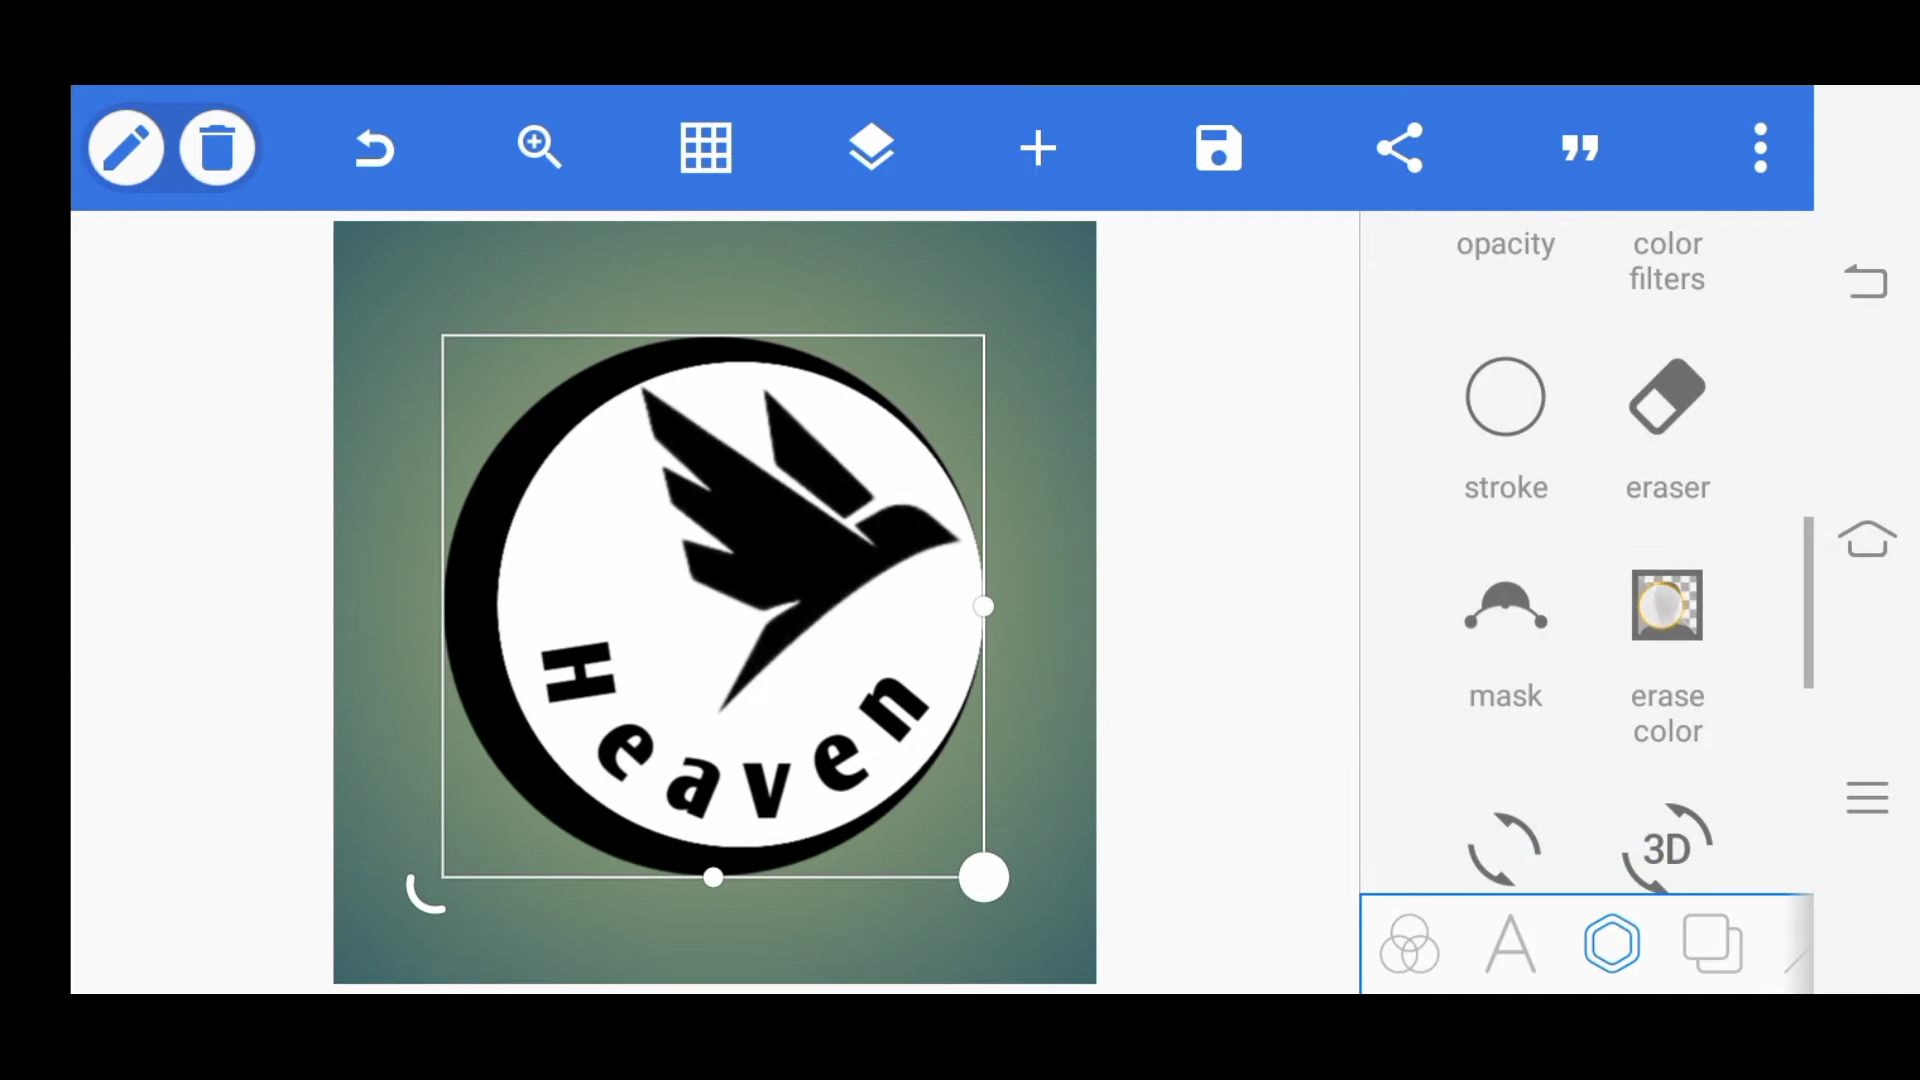 opacity
color
filters
stroke
eraser
mask
erase
color
3D
Heaven